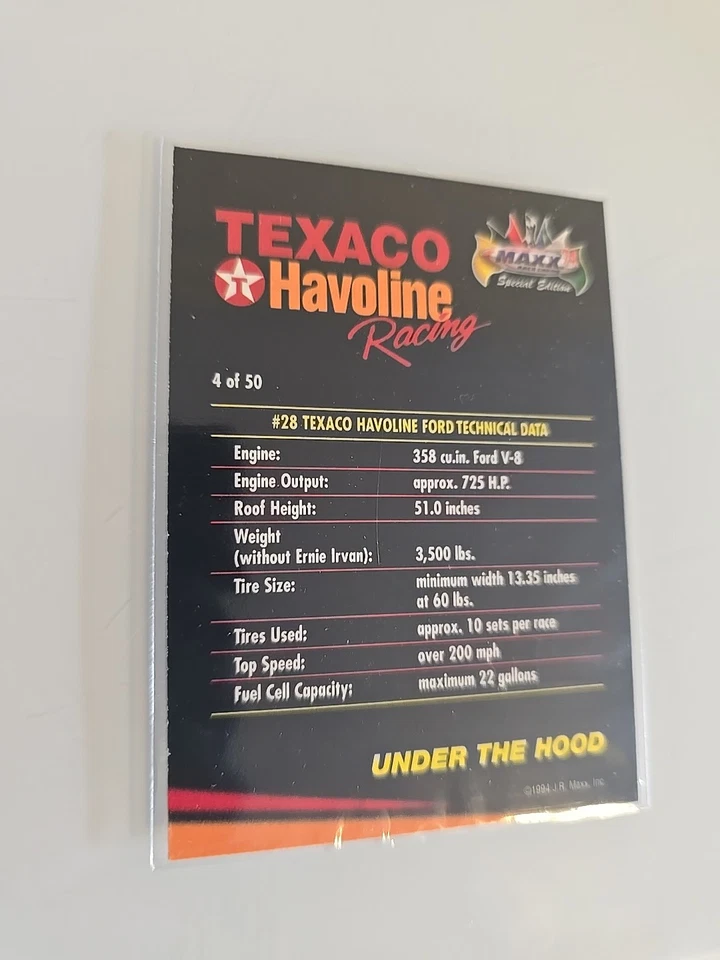 TEXACO
Havoline
Racing
MAXX
Special Edition
4 of 50
#28 TEXACO HAVOLINE FORD TECHNICAL DATA
Engine: 358 cu.in. Ford V-8
Engine Output: approx. 725 H.P.
Roof Height: 51.0 inches
Weight
(without Ernie Irvan): 3,500 lbs.
Tire Size: minimum width 13.35 inches
at 60 lbs.
Tires Used: approx. 10 sets per race
Top Speed: over 200 mph
Fuel Cell Capacity: maximum 22 gallons
UNDER THE HOOD
©1994 J.R. Maxx, Inc.